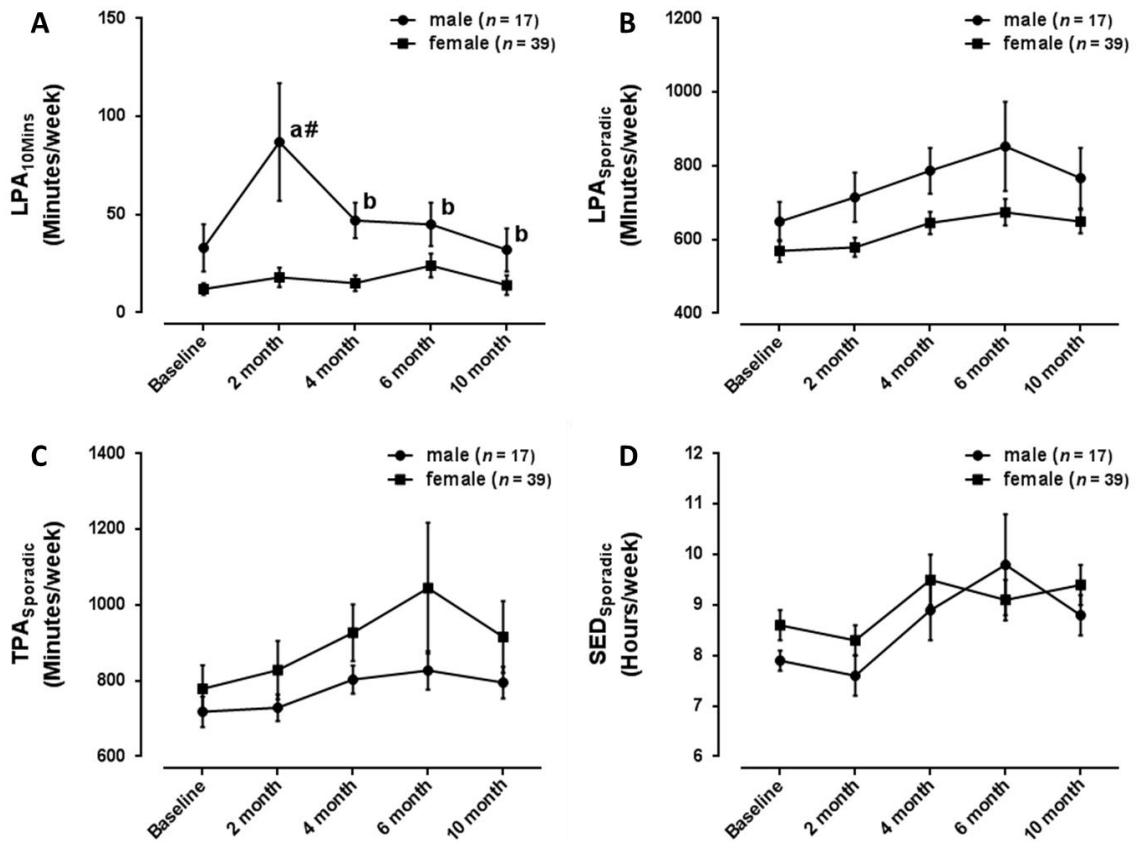 A
150
100
50
0
LPA10Mins
(Minutes/week)
male (n = 17)
female (n = 39)
a#
b
b
b
Baseline
2 month
4 month
6 month
10 month
B
1200
1000
800
600
400
LPASporadic
(MInutes/week)
male (n = 17)
female (n = 39)
Baseline
2 month
4 month
6 month
10 month
C
1400
1200
1000
800
600
TPASporadic
(Minutes/week)
male (n = 17)
female (n = 39)
Baseline
2 month
4 month
6 month
10 month
D
12
11
10
9
8
7
6
SEDSporadic
(Hours/week)
male (n = 17)
female (n = 39)
Baseline
2 month
4 month
6 month
10 month